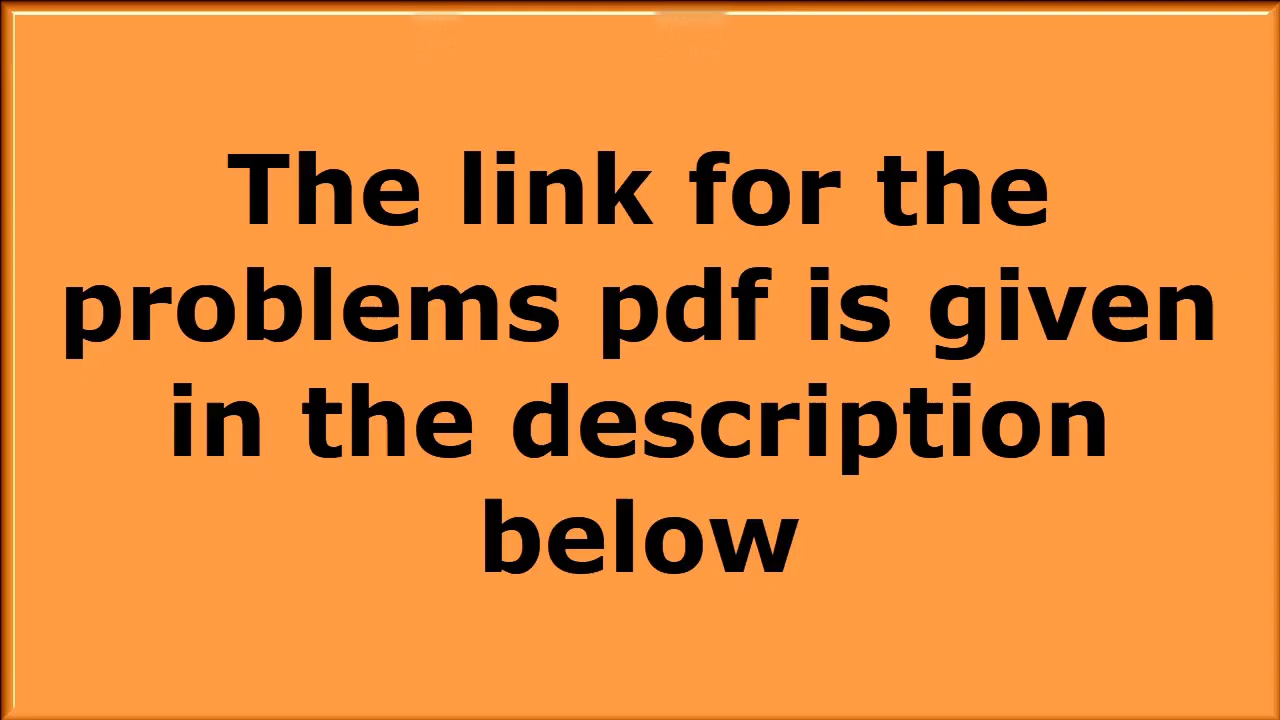 The link for the
problems pdf is given
in the description
below